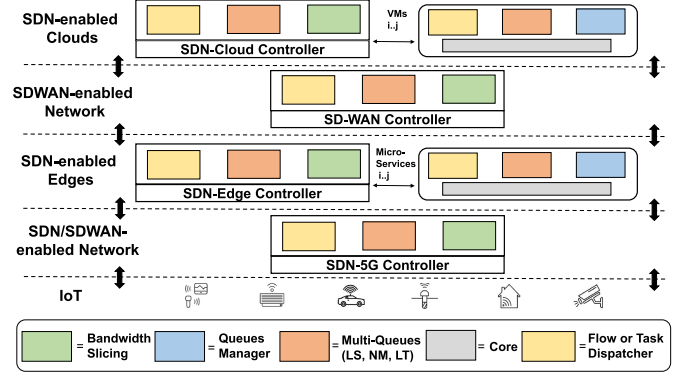 SDN-enabled
Clouds
SDN-Cloud Controller
VMs
i..j
SDWAN-enabled
Network
SD-WAN Controller
SDN-enabled
Edges
SDN-Edge Controller
Micro-
Services
i..j
SDN/SDWAN-
enabled Network
SDN-5G Controller
IoT
= Bandwidth
Slicing
= Queues
Manager
= Multi-Queues
(LS, NM, LT)
= Core
= Flow or Task
Dispatcher